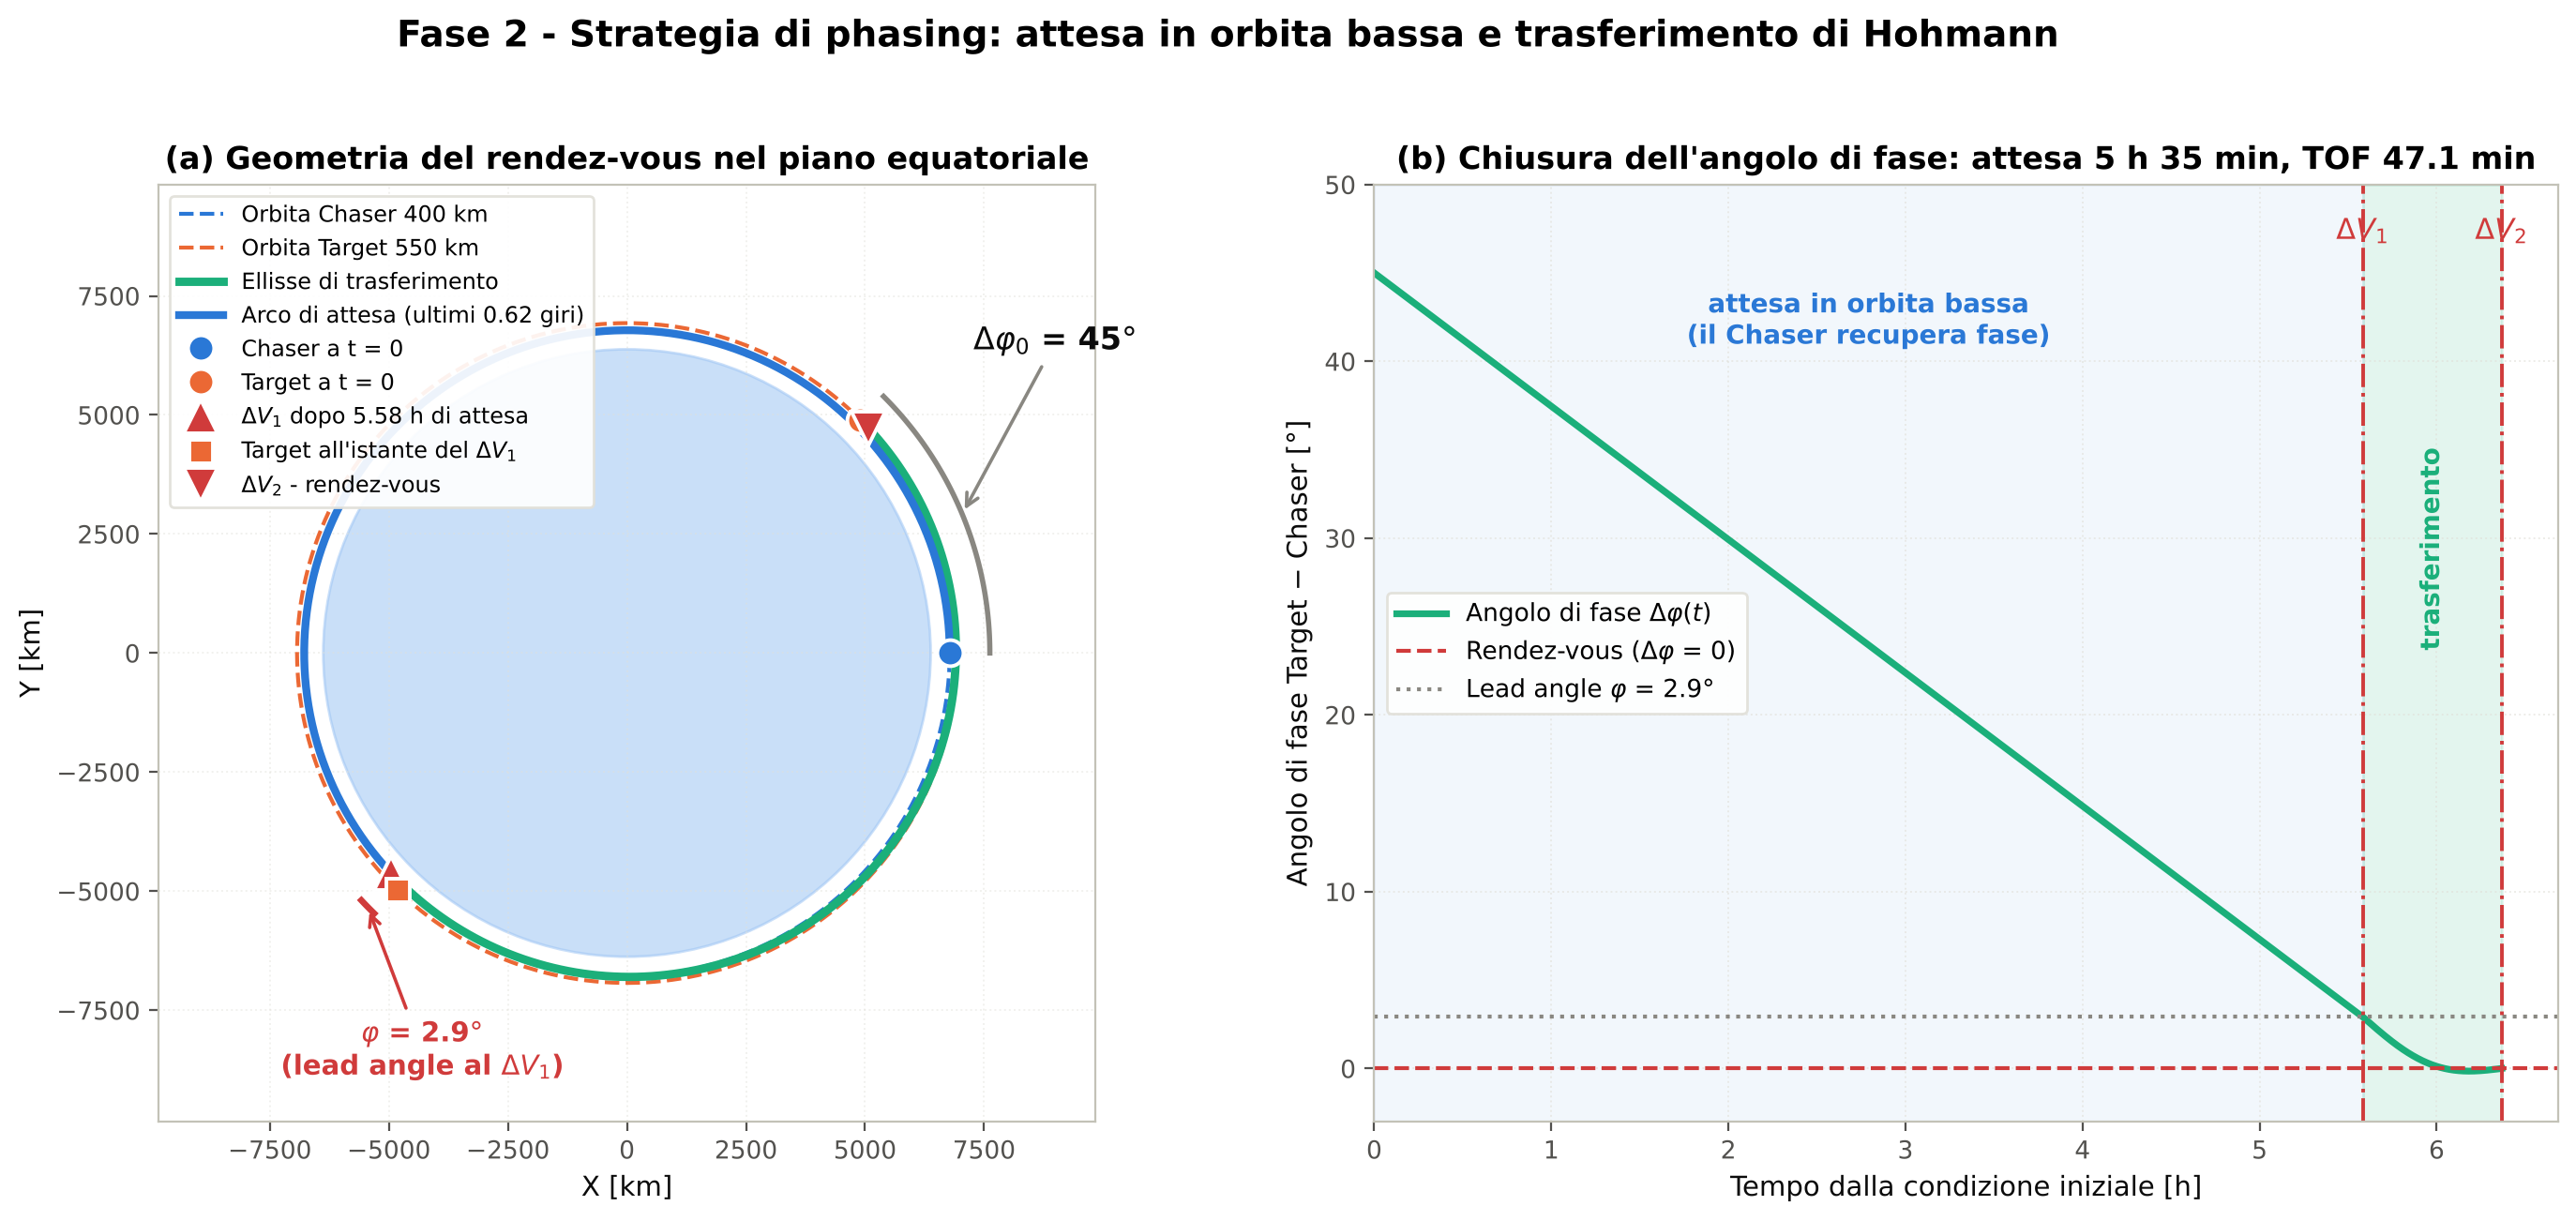 Fase 2 - Strategia di phasing: attesa in orbita bassa e trasferimento di Hohmann
(a) Geometria del rendez-vous nel piano equatoriale
Orbita Chaser 400 km
Orbita Target 550 km
Ellisse di trasferimento
Arco di attesa (ultimi 0.62 giri)
Chaser a t = 0
Target a t = 0
ΔV₁ dopo 5.58 h di attesa
Target all'istante del ΔV₁
ΔV₂ - rendez-vous
Δφ₀ = 45°
φ = 2.9°
(lead angle al ΔV₁)
7500
5000
2500
0
−2500
−5000
−7500
Y [km]
−7500 −5000 −2500 0 2500 5000 7500
X [km]
(b) Chiusura dell'angolo di fase: attesa 5 h 35 min, TOF 47.1 min
ΔV₁ ΔV₂
attesa in orbita bassa
(il Chaser recupera fase)
trasferimento
Angolo di fase Δφ(t)
Rendez-vous (Δφ = 0)
Lead angle φ = 2.9°
50
40
30
20
10
0
Angolo di fase Target − Chaser [°]
0 1 2 3 4 5 6
Tempo dalla condizione iniziale [h]